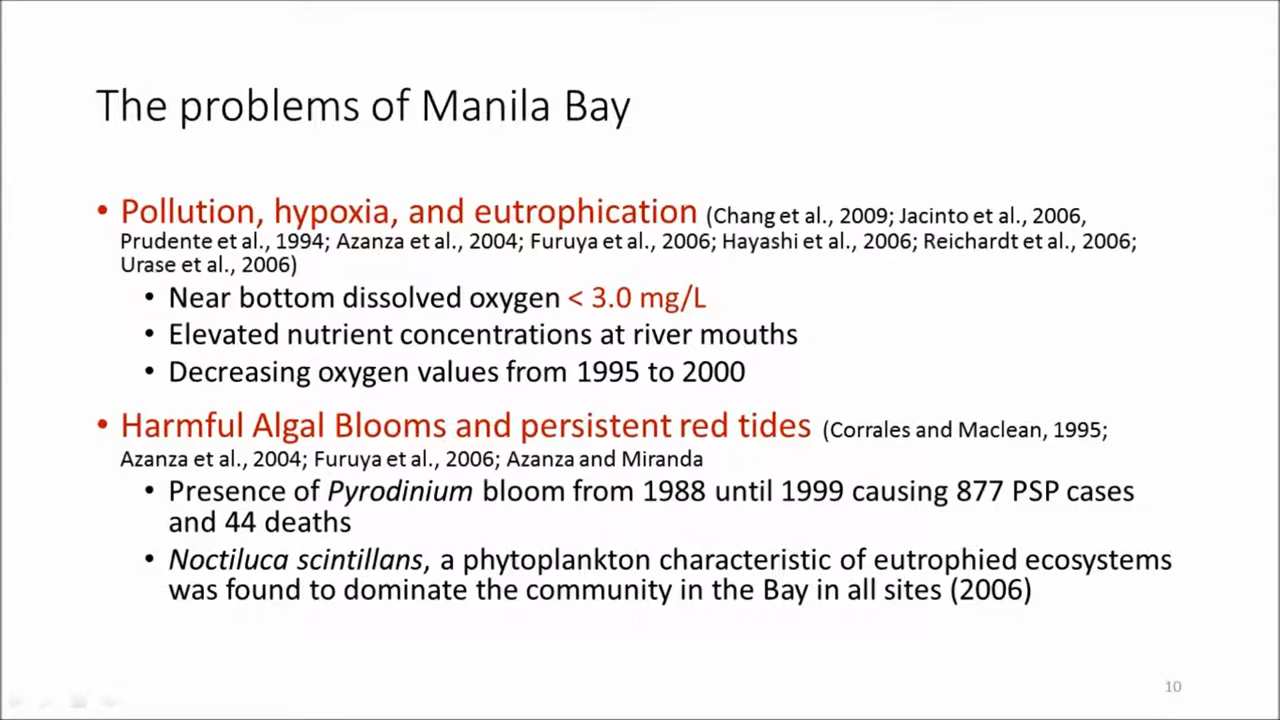 The problems of Manila Bay
• Pollution, hypoxia, and eutrophication (Chang et al., 2009; Jacinto et al., 2006,
Prudente et al., 1994; Azanza et al., 2004; Furuya et al., 2006; Hayashi et al., 2006; Reichardt et al., 2006;
Urase et al., 2006)
• Near bottom dissolved oxygen < 3.0 mg/L
• Elevated nutrient concentrations at river mouths
• Decreasing oxygen values from 1995 to 2000
• Harmful Algal Blooms and persistent red tides (Corrales and Maclean, 1995;
Azanza et al., 2004; Furuya et al., 2006; Azanza and Miranda
• Presence of Pyrodinium bloom from 1988 until 1999 causing 877 PSP cases
and 44 deaths
• Noctiluca scintillans, a phytoplankton characteristic of eutrophied ecosystems
was found to dominate the community in the Bay in all sites (2006)
10